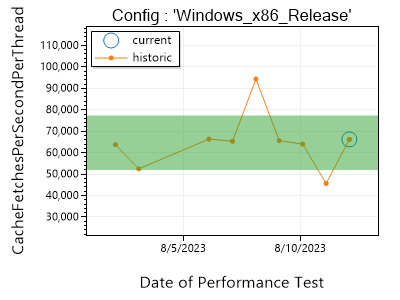 Config : 'Windows_x86_Release'
CacheFetchesPerSecondPerThread
current
historic
110,000
100,000
90,000
80,000
70,000
60,000
50,000
40,000
30,000
8/5/2023
8/10/2023
Date of Performance Test